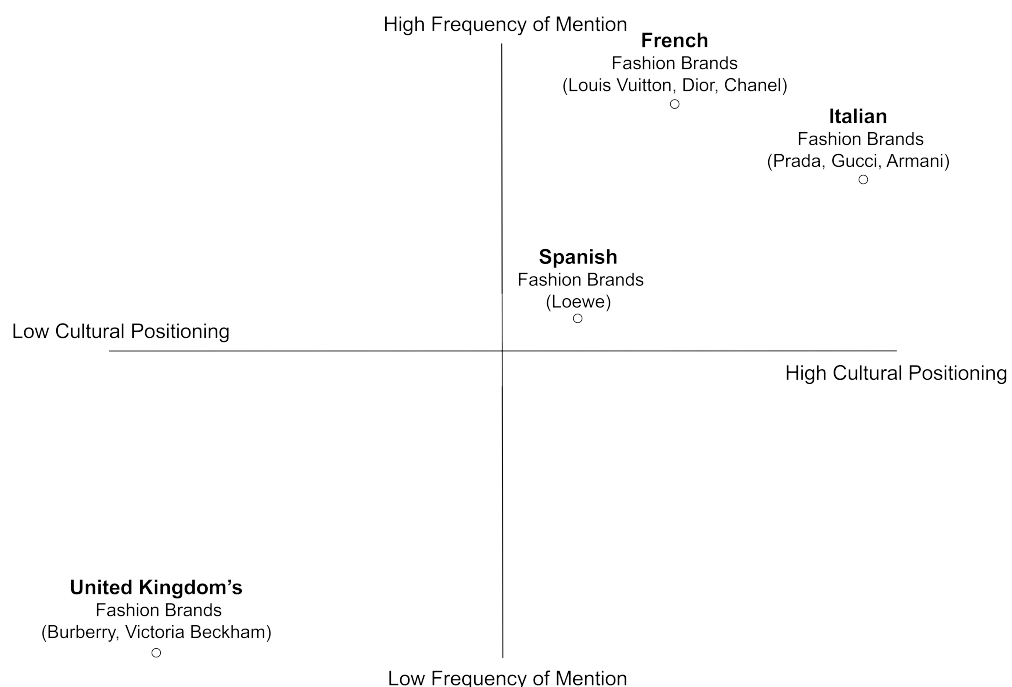 High Frequency of Mention
French
Fashion Brands
(Louis Vuitton, Dior, Chanel)
Italian
Fashion Brands
(Prada, Gucci, Armani)
Spanish
Fashion Brands
(Loewe)
Low Cultural Positioning
High Cultural Positioning
United Kingdom’s
Fashion Brands
(Burberry, Victoria Beckham)
Low Frequency of Mention